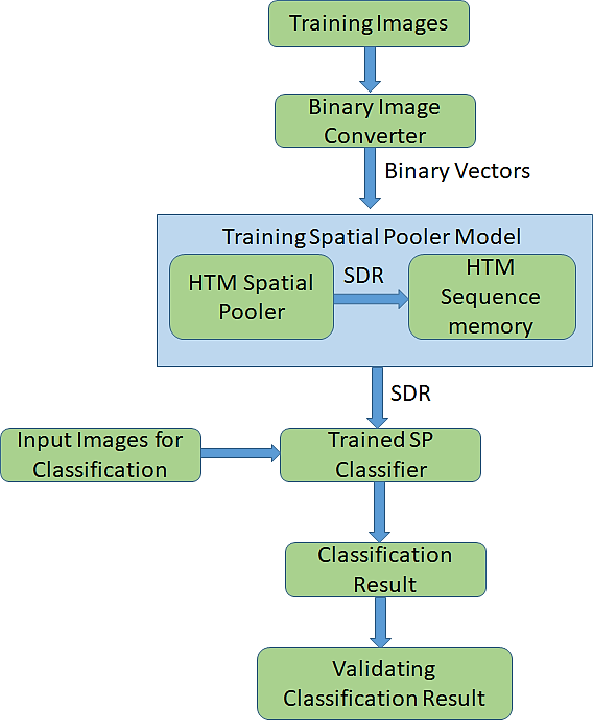 Training Images
Binary Image
Converter
Binary Vectors
Training Spatial Pooler Model
HTM Spatial
Pooler
SDR
HTM
Sequence
memory
SDR
Input Images for
Classification
Trained SP
Classifier
Classification
Result
Validating
Classification Result